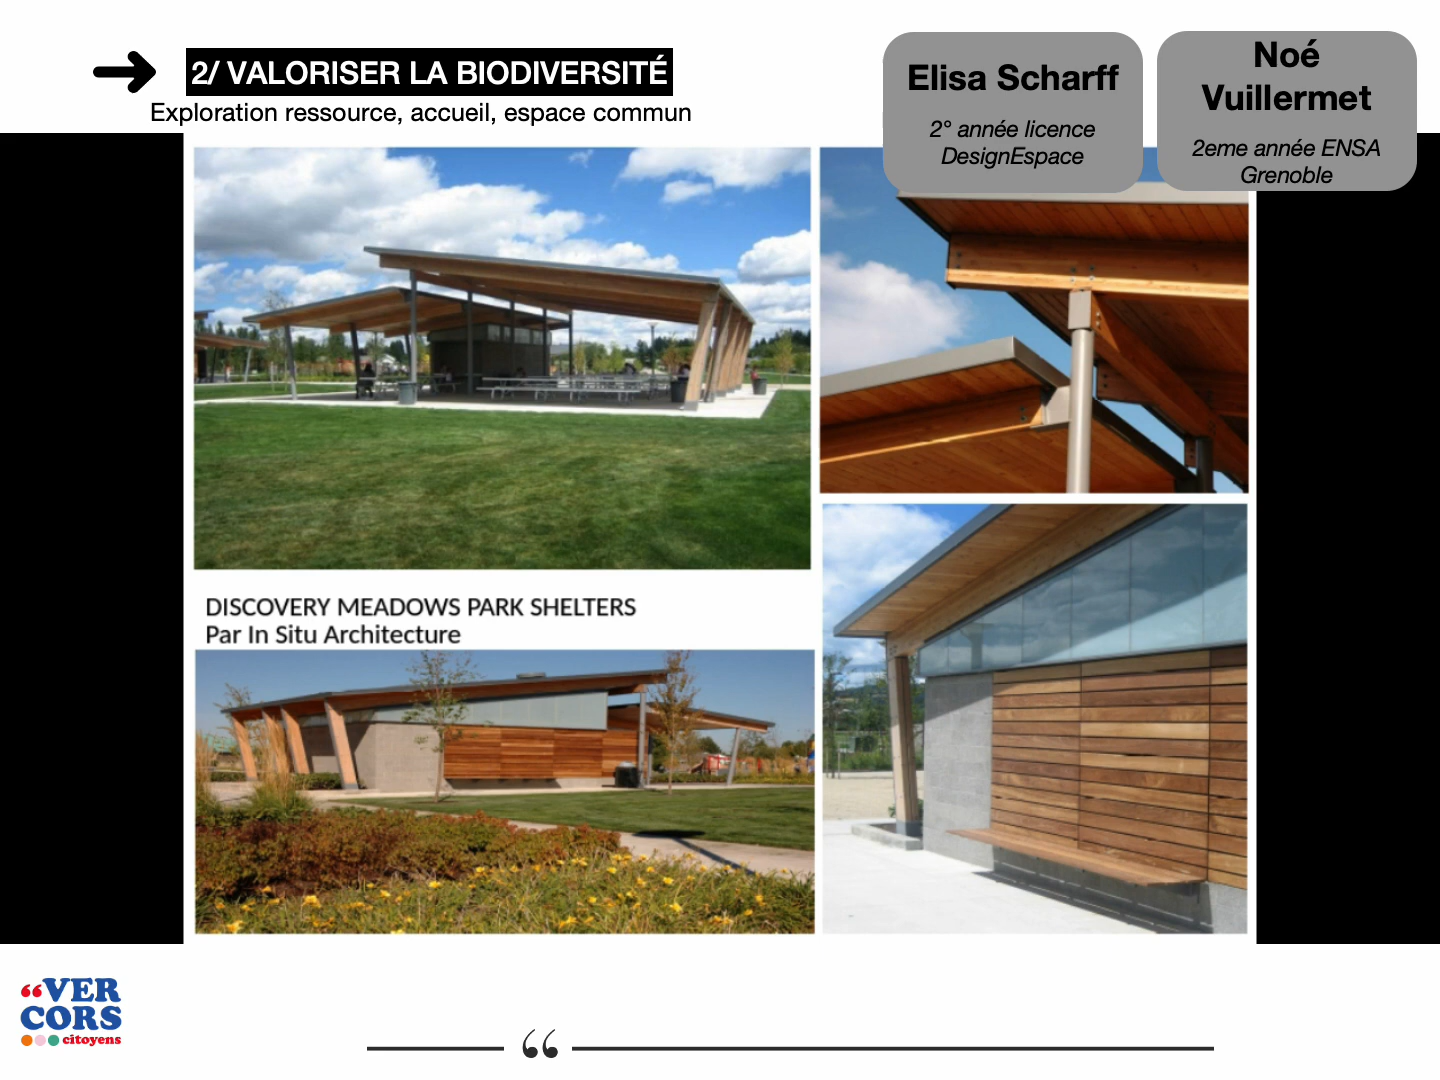 2/ VALORISER LA BIODIVERSITÉ
Exploration ressource, accueil, espace commun
Elisa Scharff
2° année licence
DesignEspace
Noé
Vuillermet
2eme année ENSA
Grenoble
DISCOVERY MEADOWS PARK SHELTERS
Par In Situ Architecture
“VER
CORS
citoyens
“